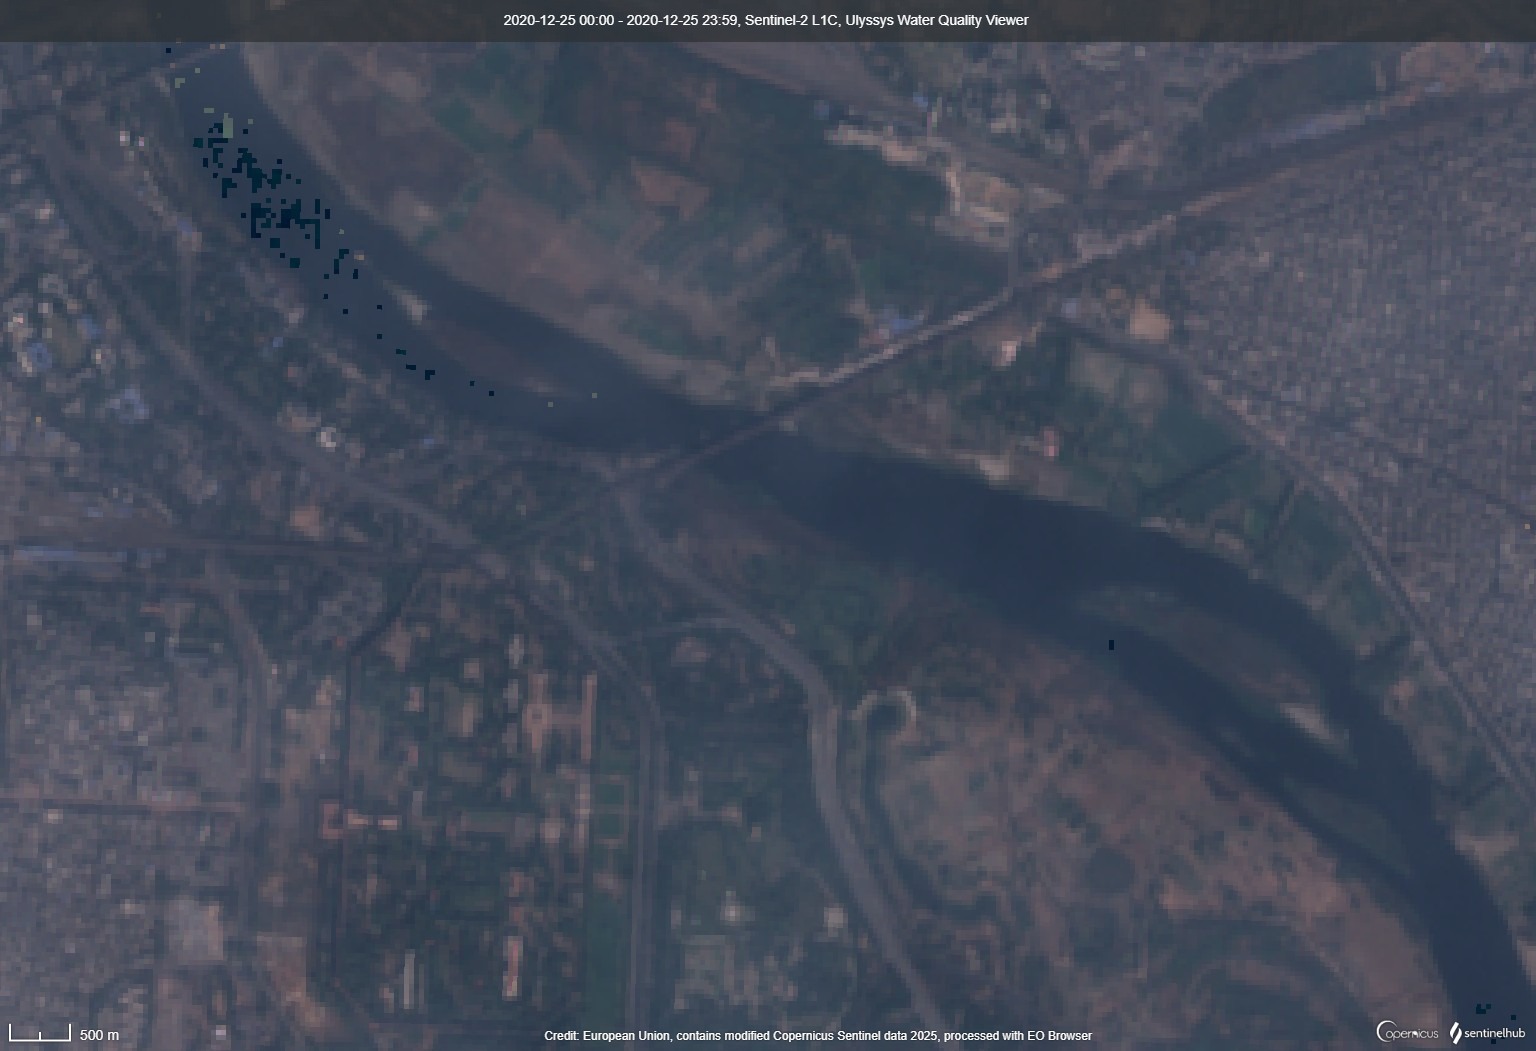 2020-12-25 00:00 - 2020-12-25 23:59, Sentinel-2 L1C, Ulyssys Water Quality Viewer
500 m
Credit: European Union, contains modified Copernicus Sentinel data 2025, processed with EO Browser
Copernicus
sentinelhub